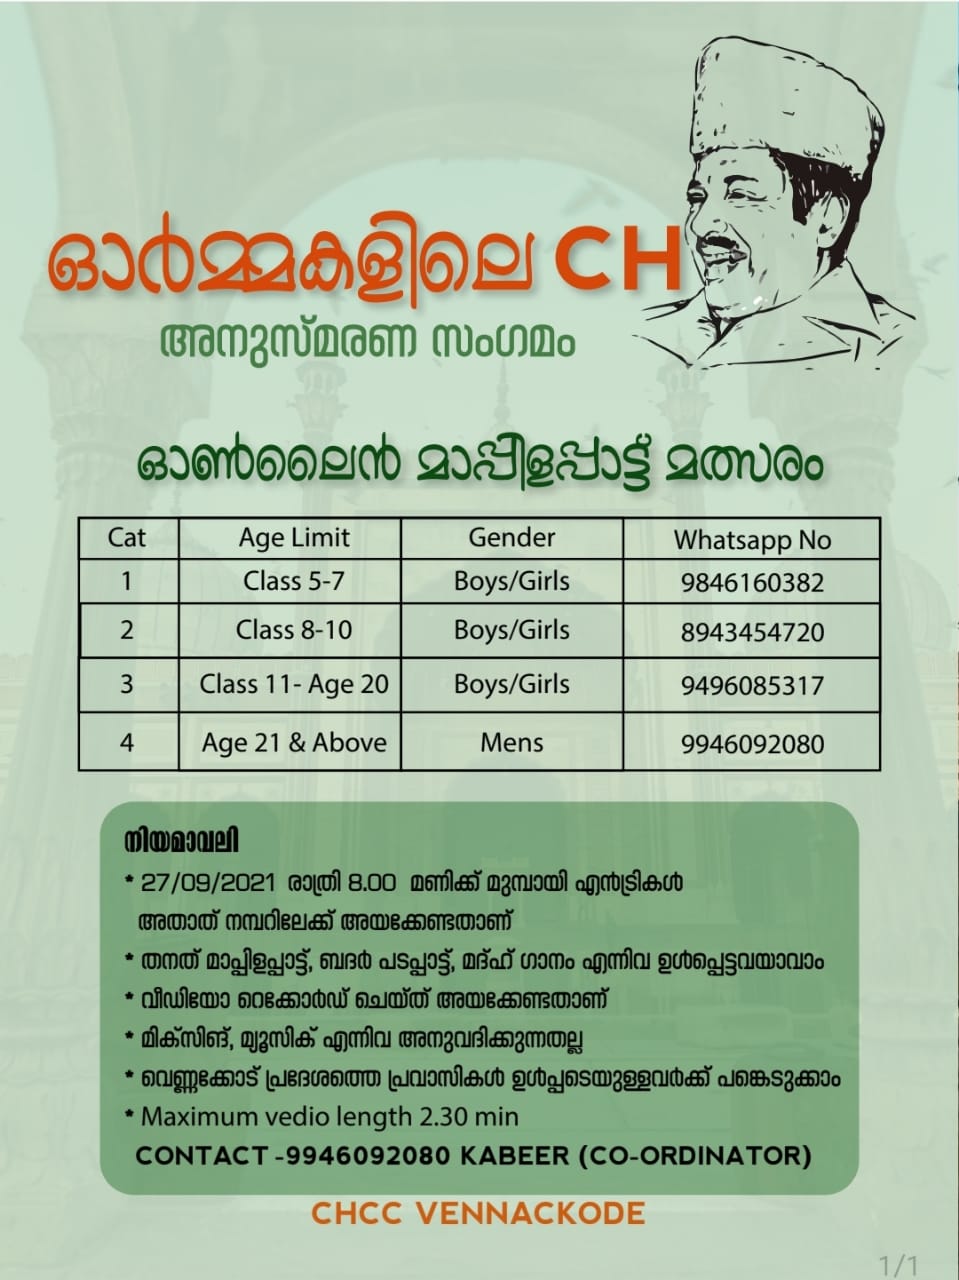 ഓർമ്മകളിലെ CH
അനുസ്മരണ സംഗമം
ഓൺലൈൻ മാപ്പിളപ്പാട്ട് മത്സരം
Cat Age Limit Gender Whatsapp No
1 Class 5-7 Boys/Girls 9846160382
2 Class 8-10 Boys/Girls 8943454720
3 Class 11- Age 20 Boys/Girls 9496085317
4 Age 21 & Above Mens 9946092080
നിയമാവലി
* 27/09/2021 രാത്രി 8.00 മണിക്ക് മുമ്പായി എൻട്രികൾ
അതാത് നമ്പറിലേക്ക് അയക്കേണ്ടതാണ്
* തനത് മാപ്പിളപ്പാട്ട്, ബദർ പടപ്പാട്ട്, മദ്ഹ് ഗാനം എന്നിവ ഉൾപ്പെട്ടവയാവാം
* വീഡിയോ റെക്കോർഡ് ചെയ്ത് അയക്കേണ്ടതാണ്
* മിക്സിങ്, മ്യൂസിക് എന്നിവ അനുവദിക്കുന്നതല്ല
* വെണ്ണക്കോട് പ്രദേശത്തെ പ്രവാസികൾ ഉൾപ്പടെയുള്ളവർക്ക് പങ്കെടുക്കാം
* Maximum vedio length 2.30 min
CONTACT -9946092080 KABEER (CO-ORDINATOR)
CHCC VENNACKODE
1/1